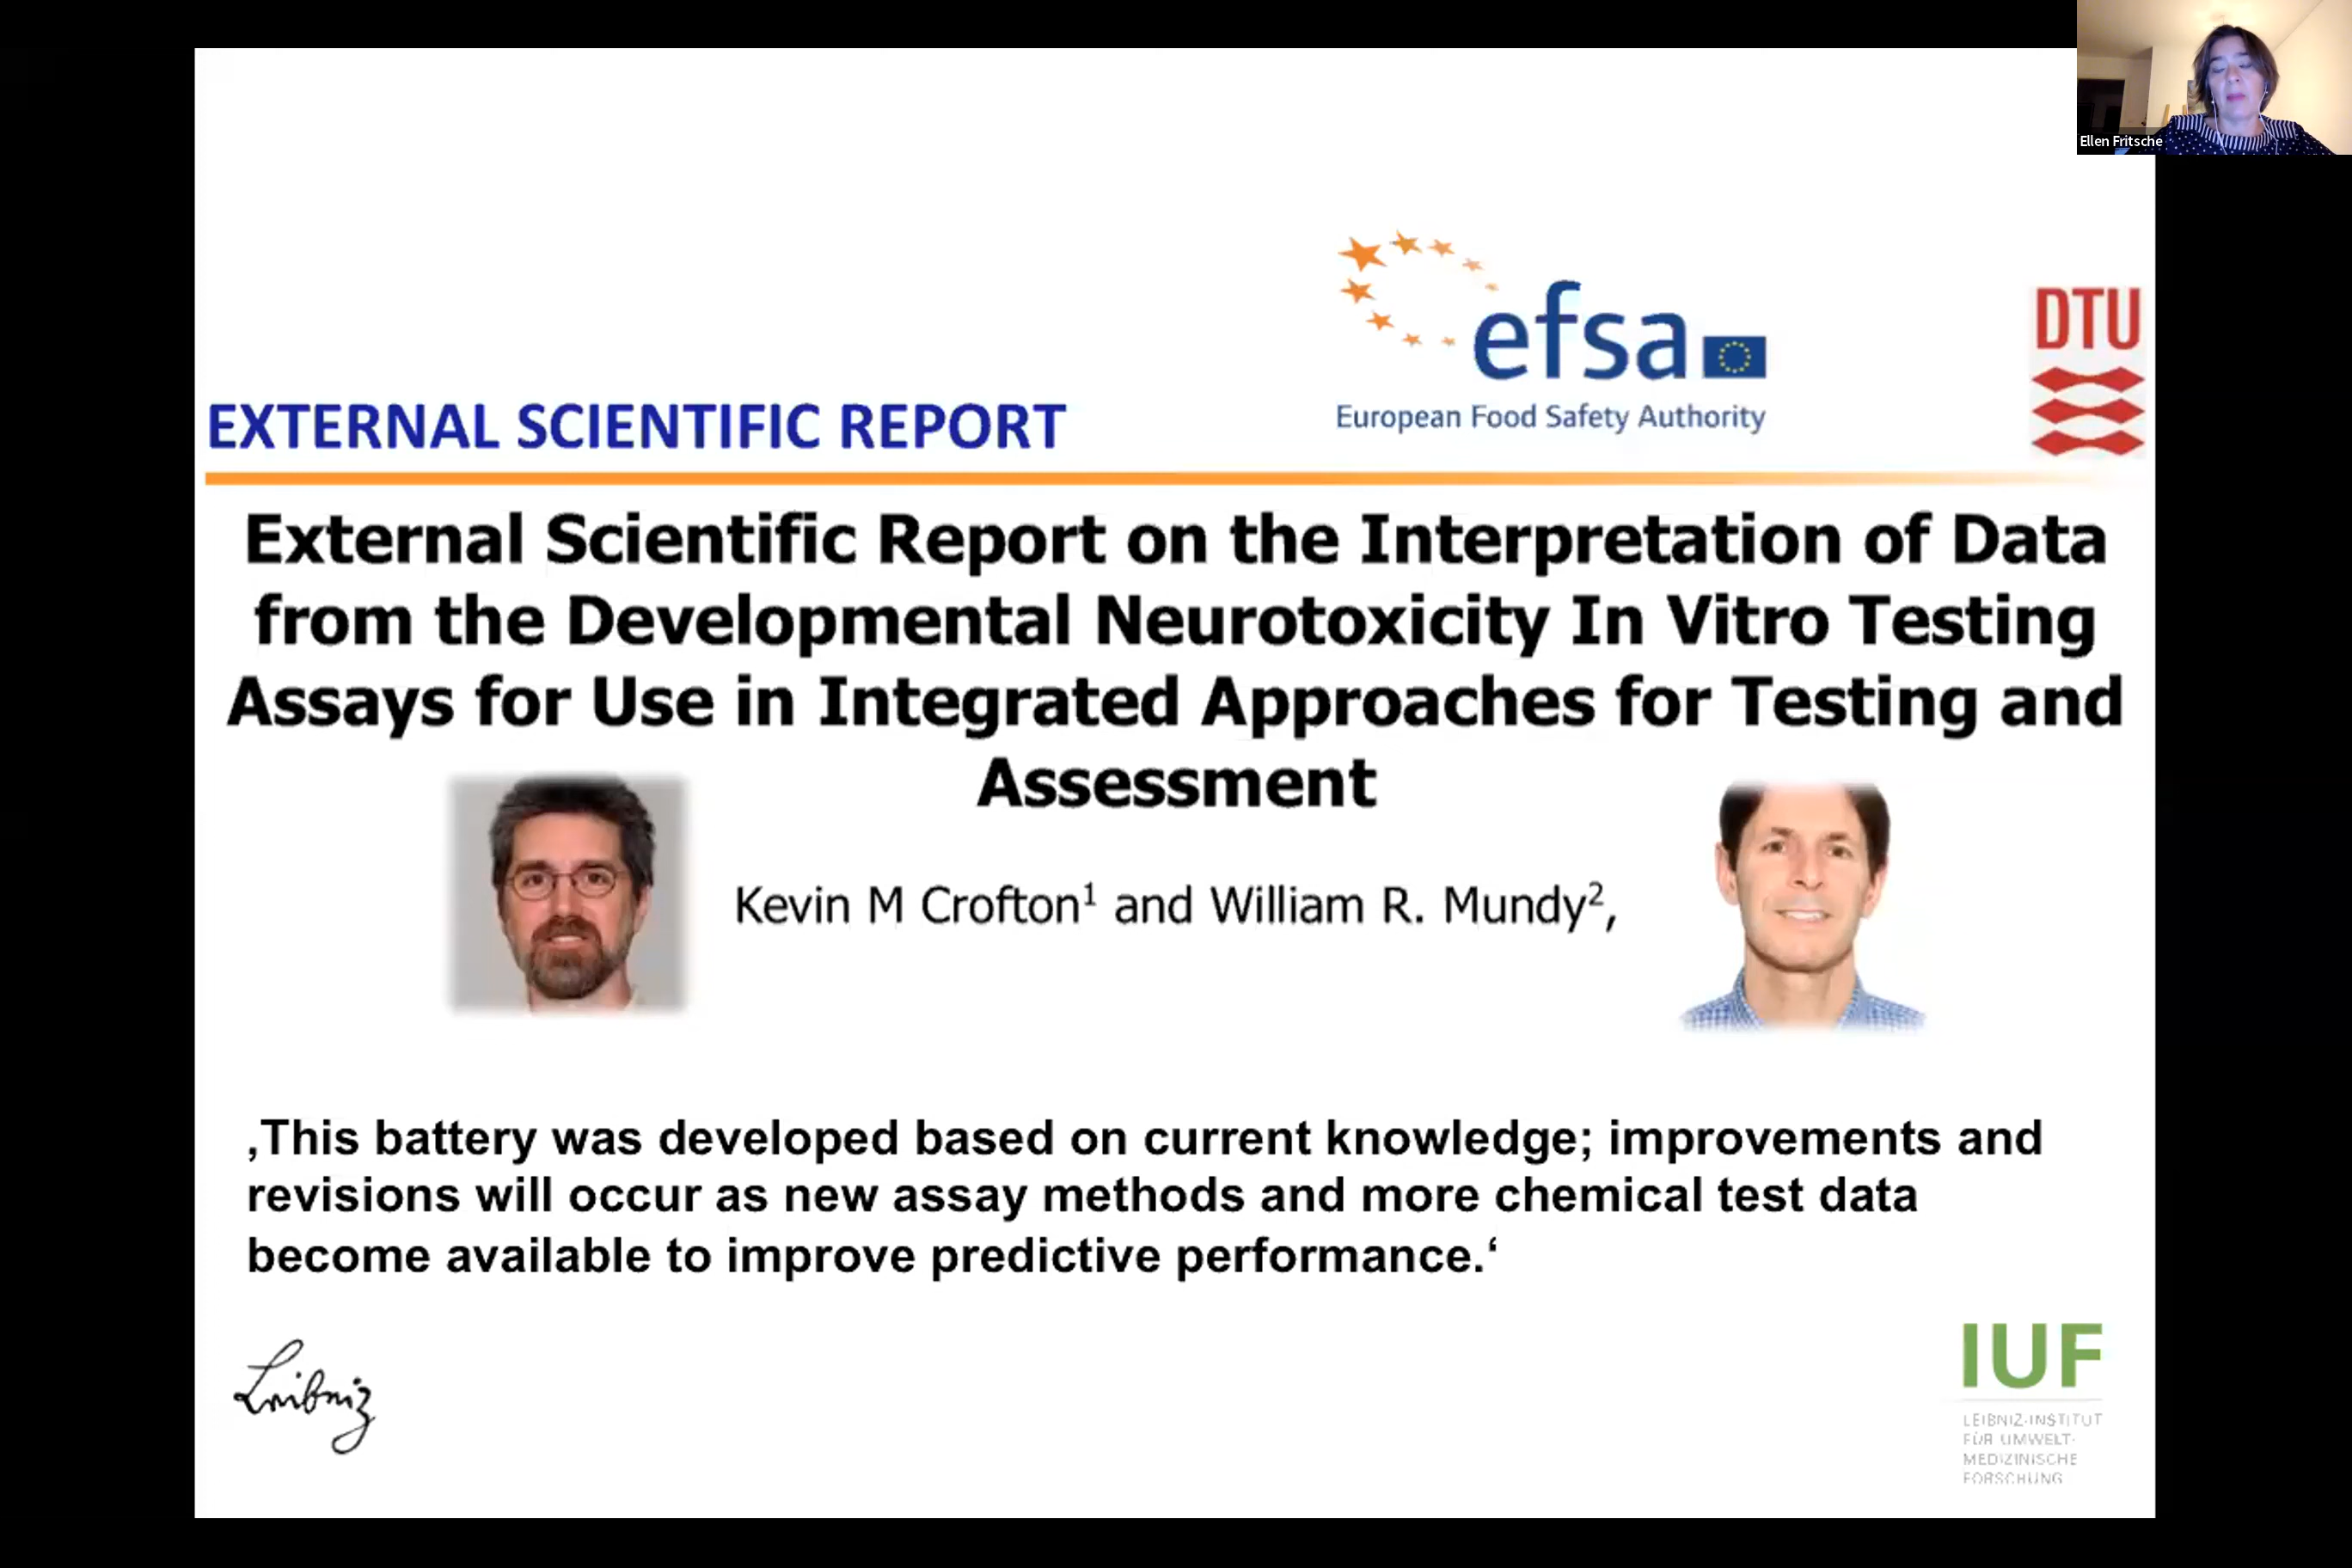 Ellen Fritsche
efsa
European Food Safety Authority
DTU
EXTERNAL SCIENTIFIC REPORT
External Scientific Report on the Interpretation of Data
from the Developmental Neurotoxicity In Vitro Testing
Assays for Use in Integrated Approaches for Testing and
Assessment
Kevin M Crofton¹ and William R. Mundy²,
‚This battery was developed based on current knowledge; improvements and
revisions will occur as new assay methods and more chemical test data
become available to improve predictive performance.‘
Leibniz
IUF
LEIBNIZ-INSTITUT
FÜR UMWELT-
MEDIZINISCHE
FORSCHUNG